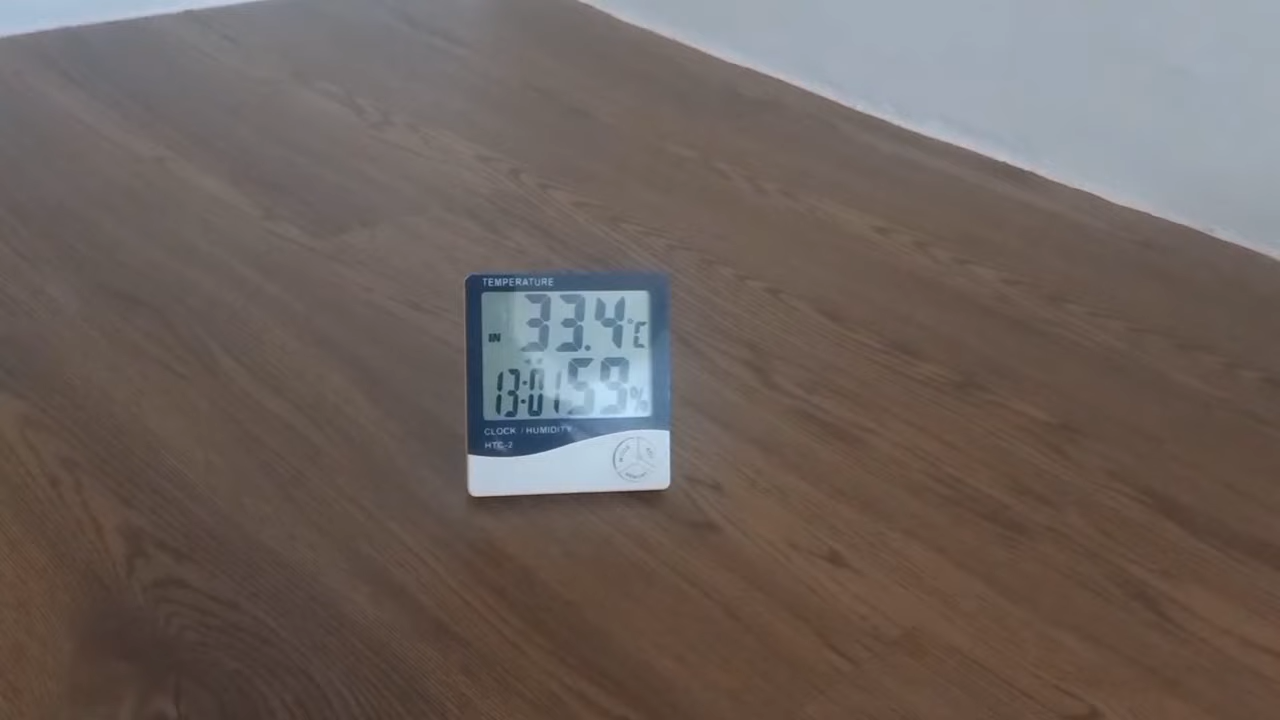 TEMPERATURE
IN 33.4°C
13:01 59%
CLOCK / HUMIDITY
HTC-2